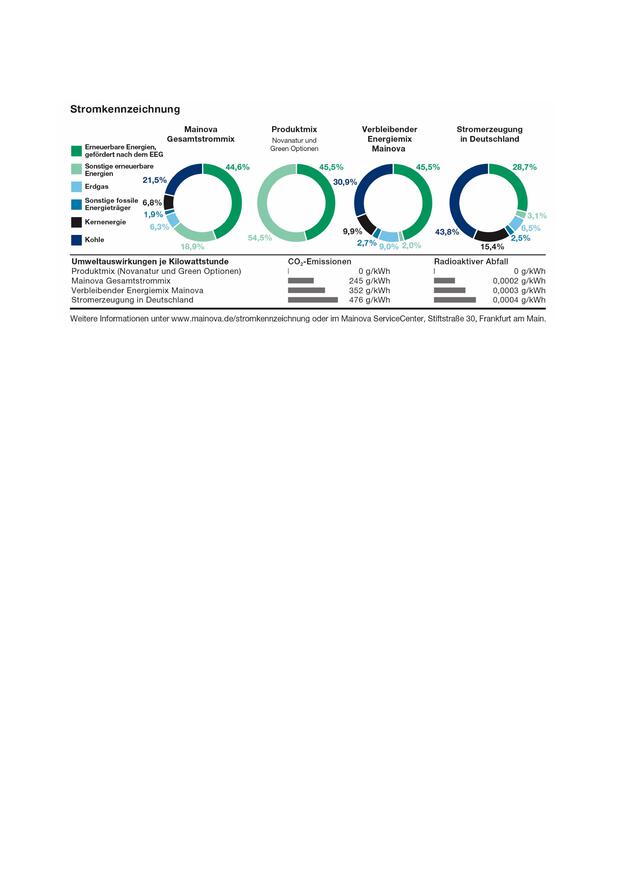 Stromkennzeichnung
Mainova
Gesamtstrommix
Produktmix
Novanatur und
Green Optionen
Verbleibender
Energiemix
Mainova
Stromerzeugung
in Deutschland
Erneuerbare Energien,
gefördert nach dem EEG
Sonstige erneuerbare
Energien
Erdgas
Sonstige fossile
Energieträger
Kernenergie
Kohle
44,6%
21,5%
6,8%
1,9%
6,3%
18,9%
45,5%
54,5%
45,5%
30,9%
9,9%
2,7%
9,0%
2,0%
28,7%
3,1%
6,5%
2,5%
15,4%
43,8%
Umweltauswirkungen je Kilowattstunde CO₂-Emissionen Radioaktiver Abfall
Produktmix (Novanatur und Green Optionen) 0 g/kWh 0 g/kWh
Mainova Gesamtstrommix 245 g/kWh 0,0002 g/kWh
Verbleibender Energiemix Mainova 352 g/kWh 0,0003 g/kWh
Stromerzeugung in Deutschland 476 g/kWh 0,0004 g/kWh
Weitere Informationen unter www.mainova.de/stromkennzeichnung oder im Mainova ServiceCenter, Stiftstraße 30, Frankfurt am Main.